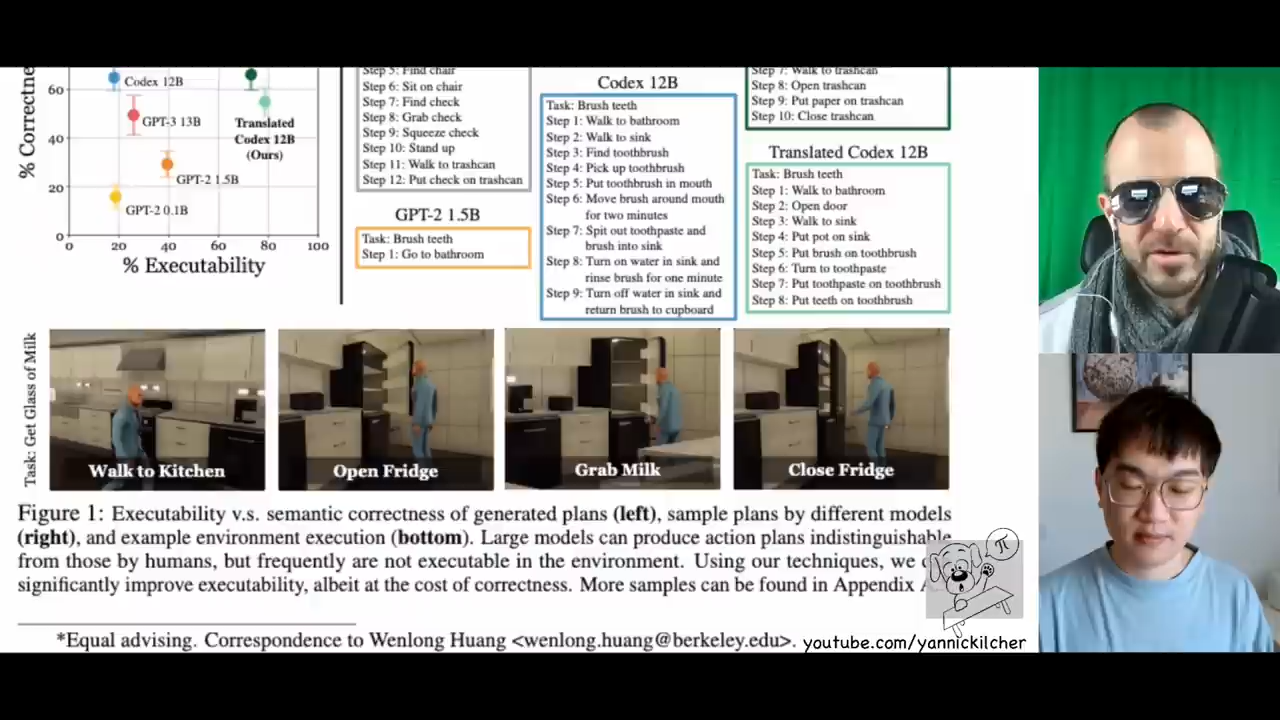 % Correctne
60
40
20
0
0
20
40
60
80
100
% Executability
Codex 12B
GPT-3 13B
Translated
Codex 12B
(Ours)
GPT-2 1.5B
GPT-2 0.1B
Step 5: Find chair
Step 6: Sit on chair
Step 7: Find check
Step 8: Grab check
Step 9: Squeeze check
Step 10: Stand up
Step 11: Walk to trashcan
Step 12: Put check on trashcan
GPT-2 1.5B
Task: Brush teeth
Step 1: Go to bathroom
Codex 12B
Task: Brush teeth
Step 1: Walk to bathroom
Step 2: Walk to sink
Step 3: Find toothbrush
Step 4: Pick up toothbrush
Step 5: Put toothbrush in mouth
Step 6: Move brush around mouth
for two minutes
Step 7: Spit out toothpaste and
brush into sink
Step 8: Turn on water in sink and
rinse brush for one minute
Step 9: Turn off water in sink and
return brush to cupboard
Step 7: Walk to trashcan
Step 8: Open trashcan
Step 9: Put paper on trashcan
Step 10: Close trashcan
Translated Codex 12B
Task: Brush teeth
Step 1: Walk to bathroom
Step 2: Open door
Step 3: Walk to sink
Step 4: Put pot on sink
Step 5: Put brush on toothbrush
Step 6: Turn to toothpaste
Step 7: Put toothpaste on toothbrush
Step 8: Put teeth on toothbrush
Task: Get Glass of Milk
Walk to Kitchen
Open Fridge
Grab Milk
Close Fridge
Figure 1: Executability v.s. semantic correctness of generated plans (left), sample plans by different models
(right), and example environment execution (bottom). Large models can produce action plans indistinguishable
from those by humans, but frequently are not executable in the environment. Using our techniques, we
significantly improve executability, albeit at the cost of correctness. More samples can be found in Appendix
π
*Equal advising. Correspondence to Wenlong Huang <wenlong.huang@berkeley.edu>.
youtube.com/yannickilcher